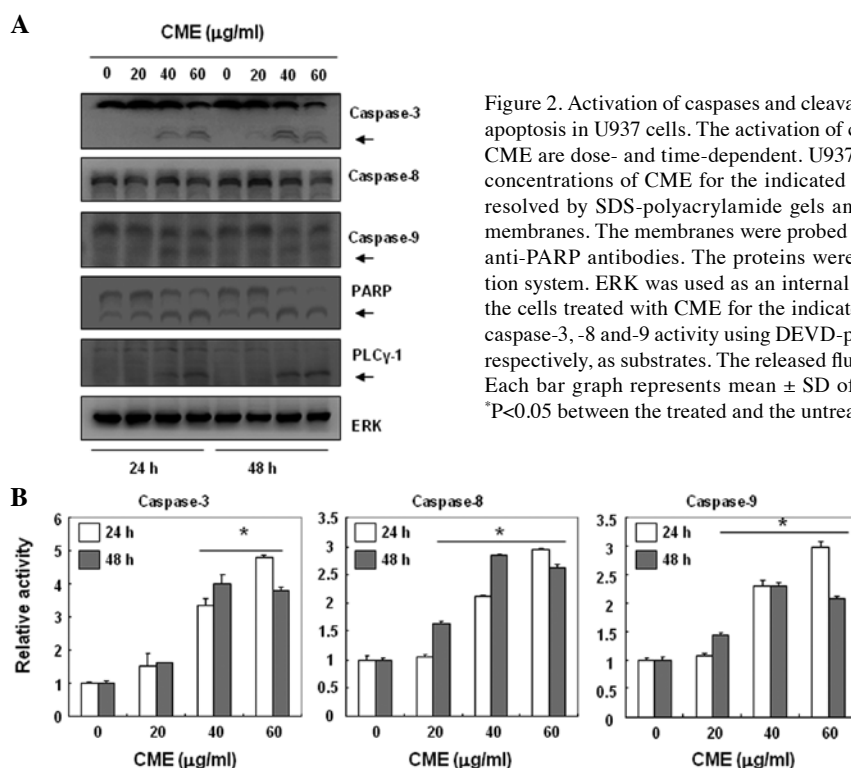 A
CME (μg/ml)
0 20 40 60 0 20 40 60
Caspase-3
Caspase-8
Caspase-9
PARP
PLCγ-1
ERK
24 h 48 h
Figure 2. Activation of caspases and cleava
apoptosis in U937 cells. The activation of c
CME are dose- and time-dependent. U937
concentrations of CME for the indicated
resolved by SDS-polyacrylamide gels an
membranes. The membranes were probed
anti-PARP antibodies. The proteins were
tion system. ERK was used as an internal
the cells treated with CME for the indicat
caspase-3, -8 and-9 activity using DEVD-p
respectively, as substrates. The released flu
Each bar graph represents mean ± SD of
*P<0.05 between the treated and the untrea
B
Caspase-3
Relative activity
6
5
4
3
2
1
0
24 h
48 h
*
0 20 40 60
CME (μg/ml)
Caspase-8
3.5
3
2.5
2
1.5
1
0.5
0
24 h
48 h
*
0 20 40 60
CME (μg/ml)
Caspase-9
3.5
3
2.5
2
1.5
1
0.5
0
24 h
48 h
*
0 20 40 60
CME (μg/ml)